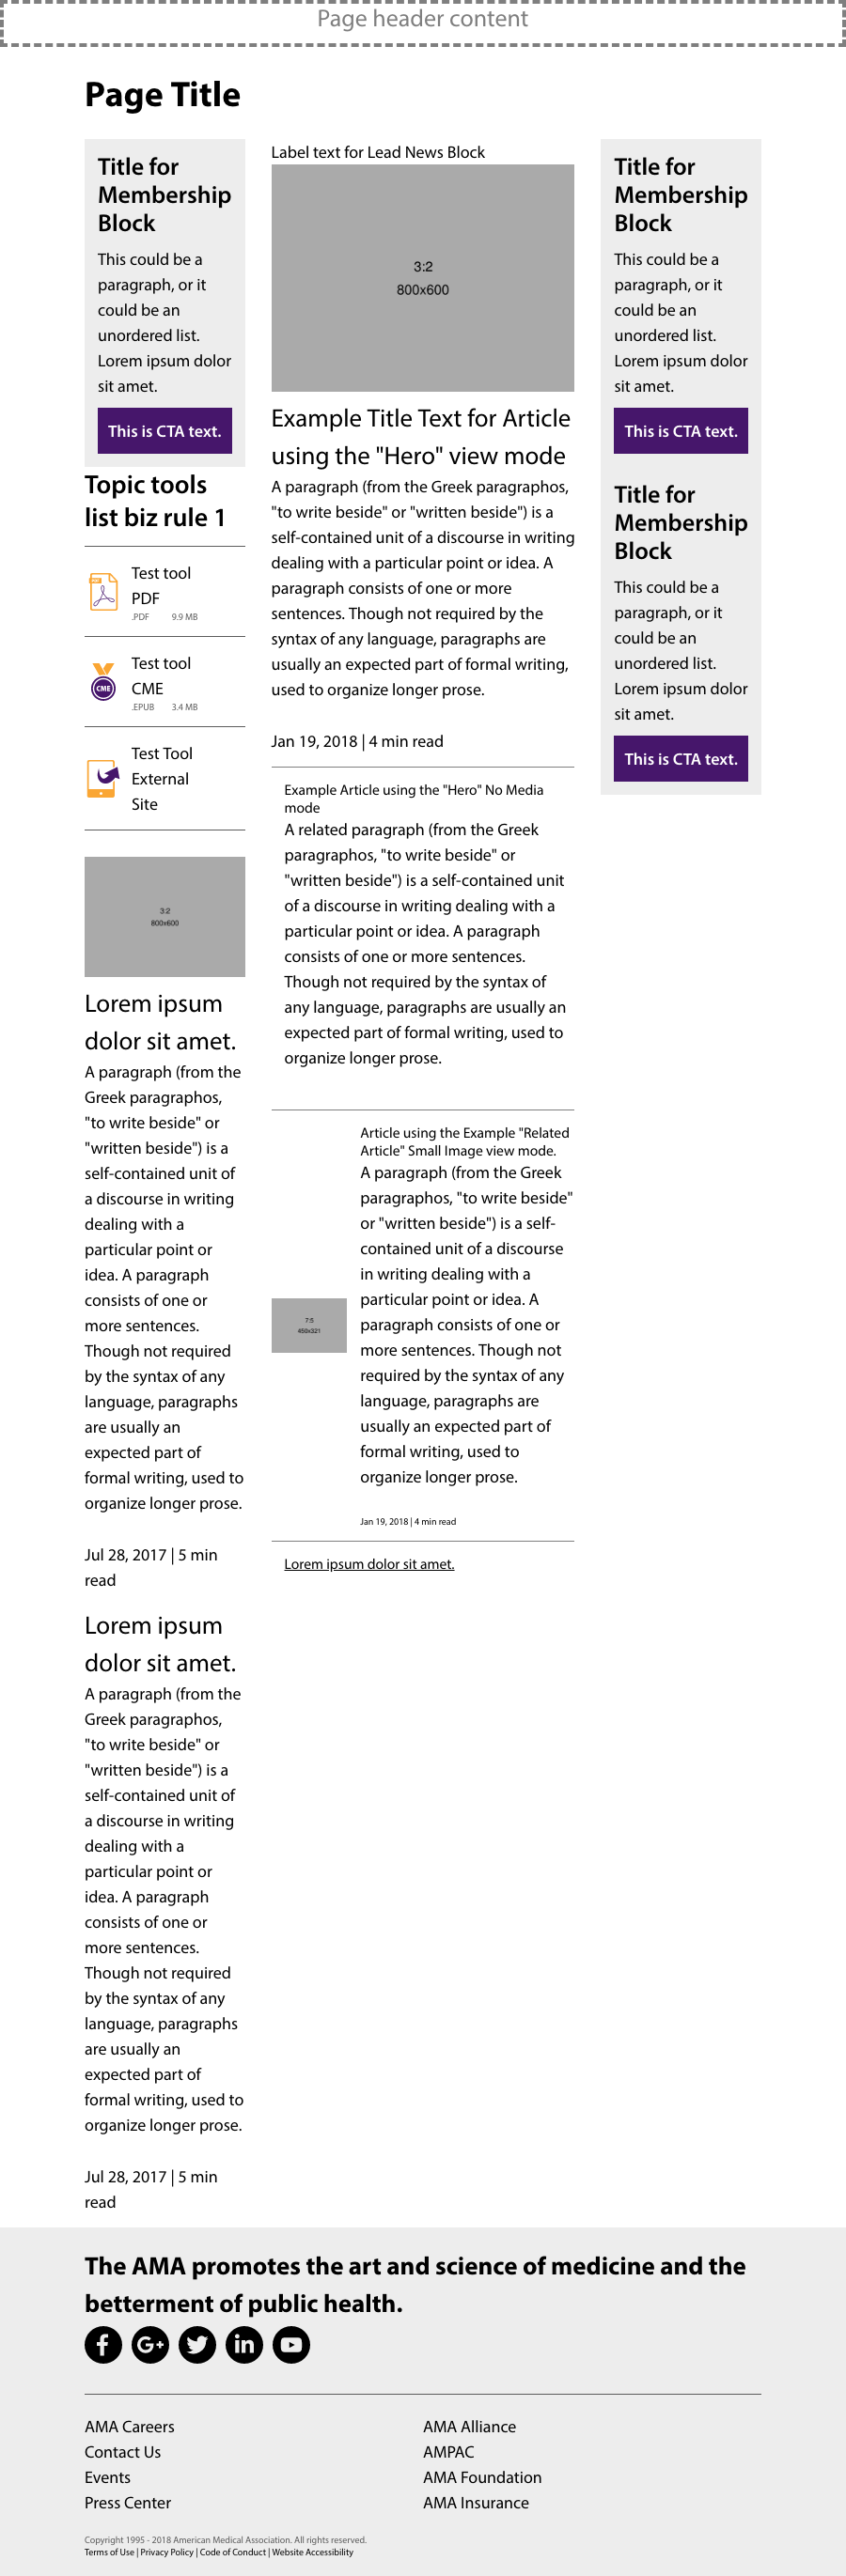 Page header content
Page Title
Title for
Membership
Block
This could be a
paragraph, or it
could be an
unordered list.
Lorem ipsum dolor
sit amet.
This is CTA text.
Topic tools
list biz rule 1
PDF
Test tool
PDF
.PDF 9.9 MB
CME
Test tool
CME
.EPUB 3.4 MB
Test Tool
External
Site
3:2
800x600
Lorem ipsum
dolor sit amet.
A paragraph (from the
Greek paragraphos,
"to write beside" or
"written beside") is a
self-contained unit of
a discourse in writing
dealing with a
particular point or
idea. A paragraph
consists of one or
more sentences.
Though not required
by the syntax of any
language, paragraphs
are usually an
expected part of
formal writing, used to
organize longer prose.
Jul 28, 2017 | 5 min
read
Lorem ipsum
dolor sit amet.
A paragraph (from the
Greek paragraphos,
"to write beside" or
"written beside") is a
self-contained unit of
a discourse in writing
dealing with a
particular point or
idea. A paragraph
consists of one or
more sentences.
Though not required
by the syntax of any
language, paragraphs
are usually an
expected part of
formal writing, used to
organize longer prose.
Jul 28, 2017 | 5 min
read
Label text for Lead News Block
3:2
800x600
Example Title Text for Article
using the "Hero" view mode
A paragraph (from the Greek paragraphos,
"to write beside" or "written beside") is a
self-contained unit of a discourse in writing
dealing with a particular point or idea. A
paragraph consists of one or more
sentences. Though not required by the
syntax of any language, paragraphs are
usually an expected part of formal writing,
used to organize longer prose.
Jan 19, 2018 | 4 min read
Example Article using the "Hero" No Media
mode
A related paragraph (from the Greek
paragraphos, "to write beside" or
"written beside") is a self-contained unit
of a discourse in writing dealing with a
particular point or idea. A paragraph
consists of one or more sentences.
Though not required by the syntax of
any language, paragraphs are usually an
expected part of formal writing, used to
organize longer prose.
7:5
450x321
Article using the Example "Related
Article" Small Image view mode.
A paragraph (from the Greek
paragraphos, "to write beside"
or "written beside") is a self-
contained unit of a discourse
in writing dealing with a
particular point or idea. A
paragraph consists of one or
more sentences. Though not
required by the syntax of any
language, paragraphs are
usually an expected part of
formal writing, used to
organize longer prose.
Jan 19, 2018 | 4 min read
Lorem ipsum dolor sit amet.
Title for
Membership
Block
This could be a
paragraph, or it
could be an
unordered list.
Lorem ipsum dolor
sit amet.
This is CTA text.
Title for
Membership
Block
This could be a
paragraph, or it
could be an
unordered list.
Lorem ipsum dolor
sit amet.
This is CTA text.
The AMA promotes the art and science of medicine and the
betterment of public health.
AMA Careers
Contact Us
Events
Press Center
AMA Alliance
AMPAC
AMA Foundation
AMA Insurance
Copyright 1995 - 2018 American Medical Association. All rights reserved.
Terms of Use | Privacy Policy | Code of Conduct | Website Accessibility